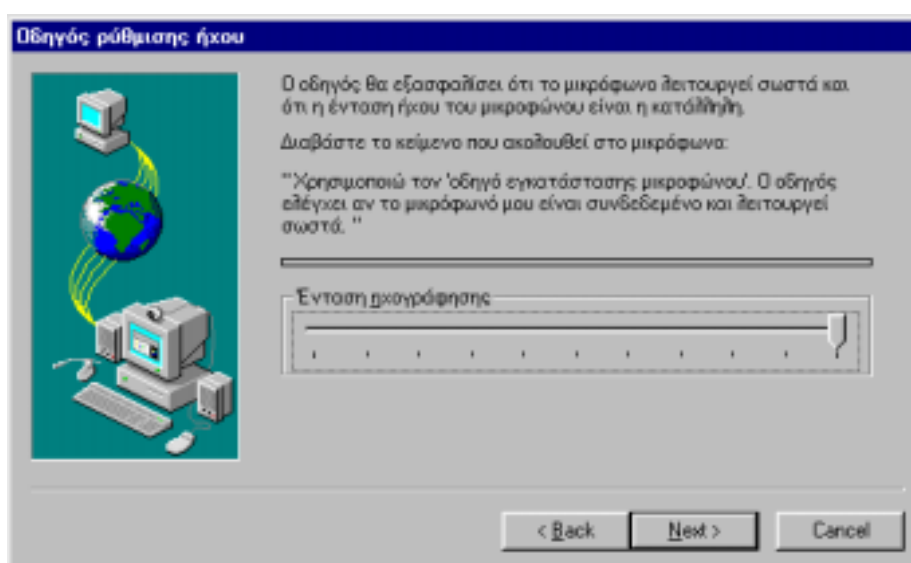 Οδηγός ρύθμισης ήχου
Ο οδηγός θα εξασφαλίσει ότι το μικρόφωνο λειτουργεί σωστά και
ότι η ένταση ήχου του μικροφώνου είναι η κατάλληλη.
Διαβάστε το κείμενο που ακολουθεί στο μικρόφωνο:
"Χρησιμοποιώ τον 'οδηγό εγκατάστασης μικροφώνου'. Ο οδηγός
ελέγχει αν το μικρόφωνό μου είναι συνδεδεμένο και λειτουργεί
σωστά. "
Ένταση ηχογράφησης
< Back
Next >
Cancel